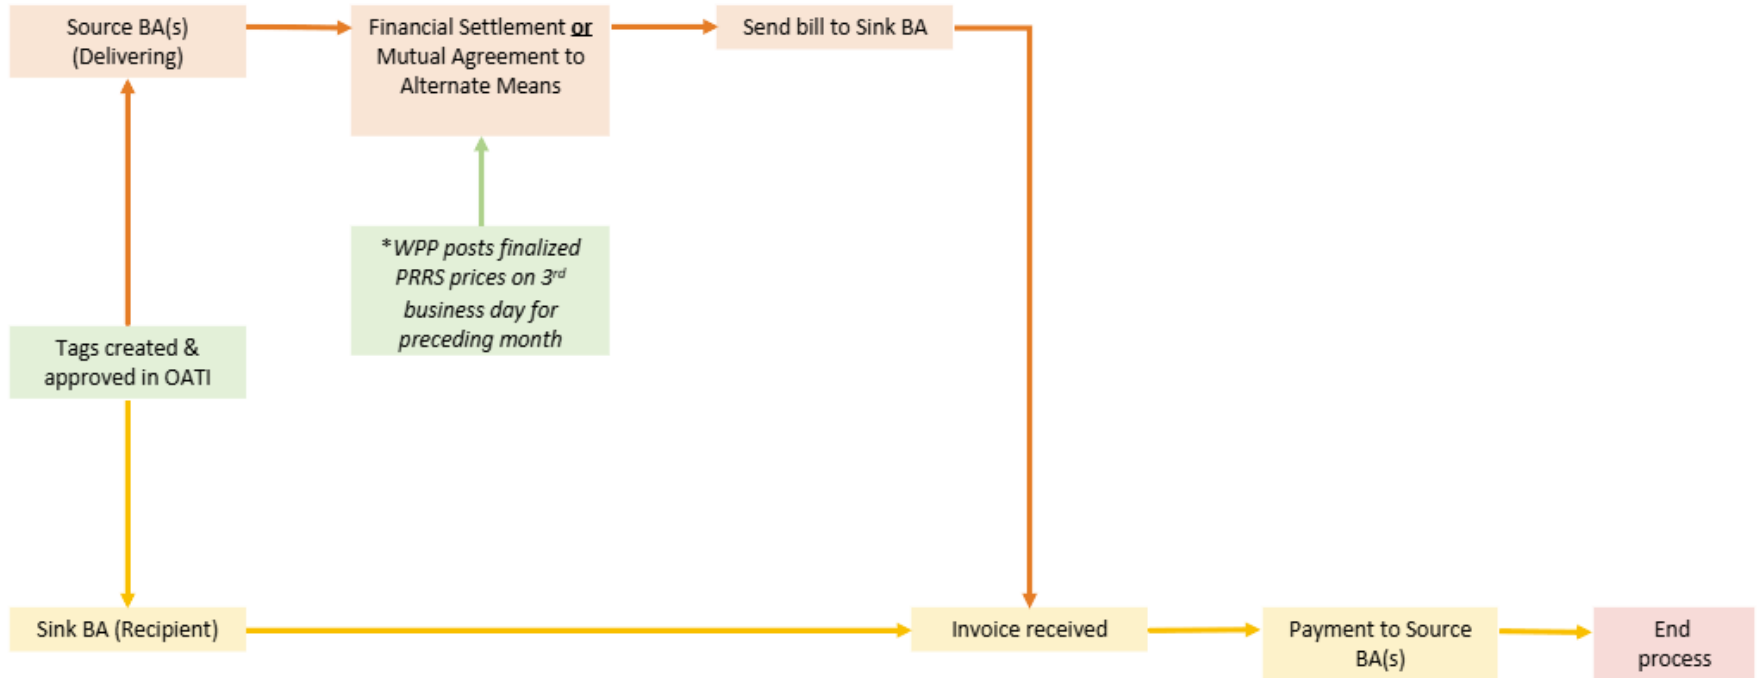 Source BA(s)
(Delivering)
Financial Settlement or
Mutual Agreement to
Alternate Means
Send bill to Sink BA
*WPP posts finalized
PRRS prices on 3rd
business day for
preceding month
Tags created &
approved in OATI
Sink BA (Recipient)
Invoice received
Payment to Source
BA(s)
End
process